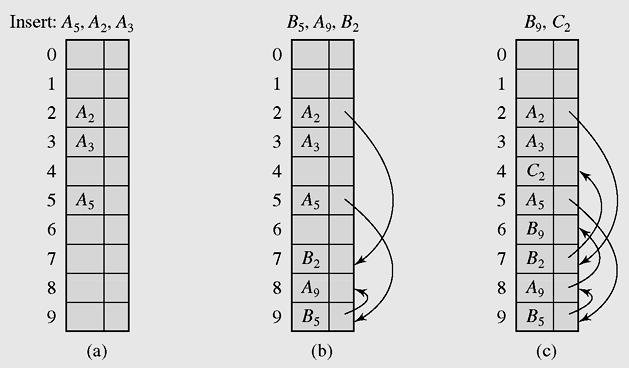 Insert: A₅, A₂, A₃ B₅, A₉, B₂ B₉, C₂
0 0 0
1 1 1
2 A₂ 2 A₂ 2 A₂
3 A₃ 3 A₃ 3 A₃
4 4 4 C₂
5 A₅ 5 A₅ 5 A₅
6 6 6 B₉
7 7 B₂ 7 B₂
8 8 A₉ 8 A₉
9 9 B₅ 9 B₅
(a) (b) (c)